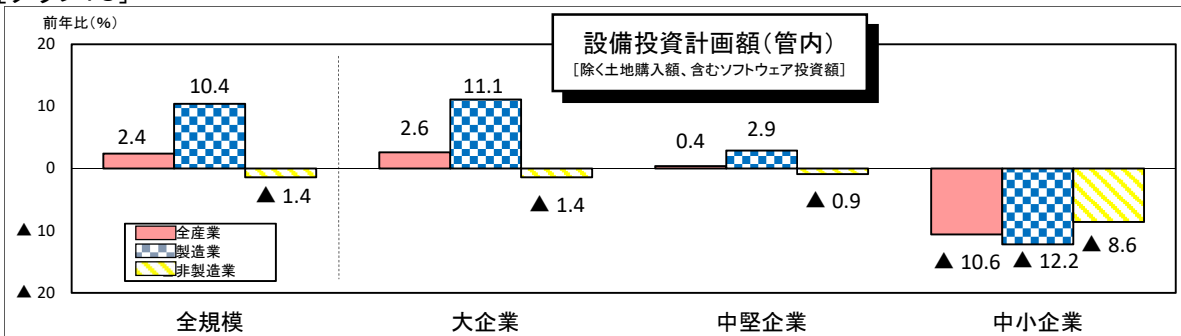 前年比(%)
設備投資計画額(管内)
[除く土地購入額、含むソフトウェア投資額]
20
10
0
▲ 10
▲ 20
2.4
10.4
▲ 1.4
2.6
11.1
▲ 1.4
0.4
2.9
▲ 0.9
▲ 10.6
▲ 12.2
▲ 8.6
全産業
製造業
非製造業
全規模
大企業
中堅企業
中小企業